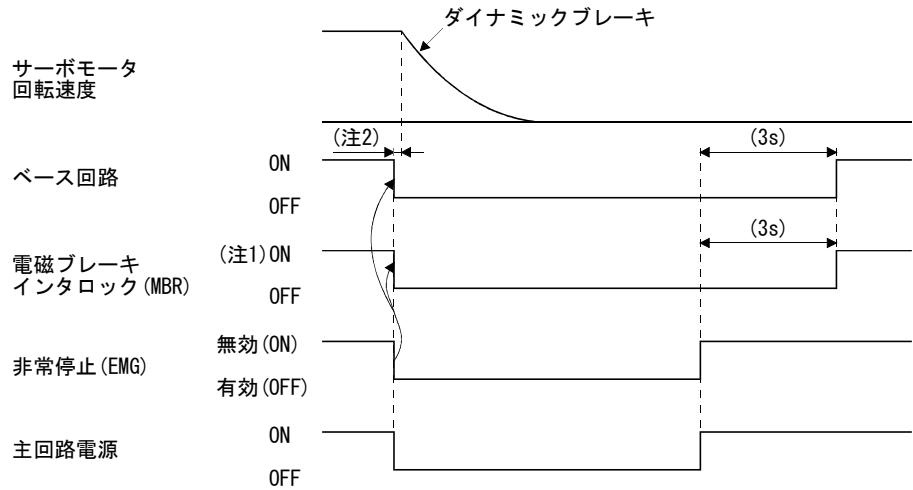 ダイナミックブレーキ
サーボモータ
回転速度
(注2)
(3s)
ベース回路
ON
OFF
(3s)
電磁ブレーキ
インタロック(MBR)
(注1)ON
OFF
非常停止(EMG)
無効(ON)
有効(OFF)
主回路電源
ON
OFF